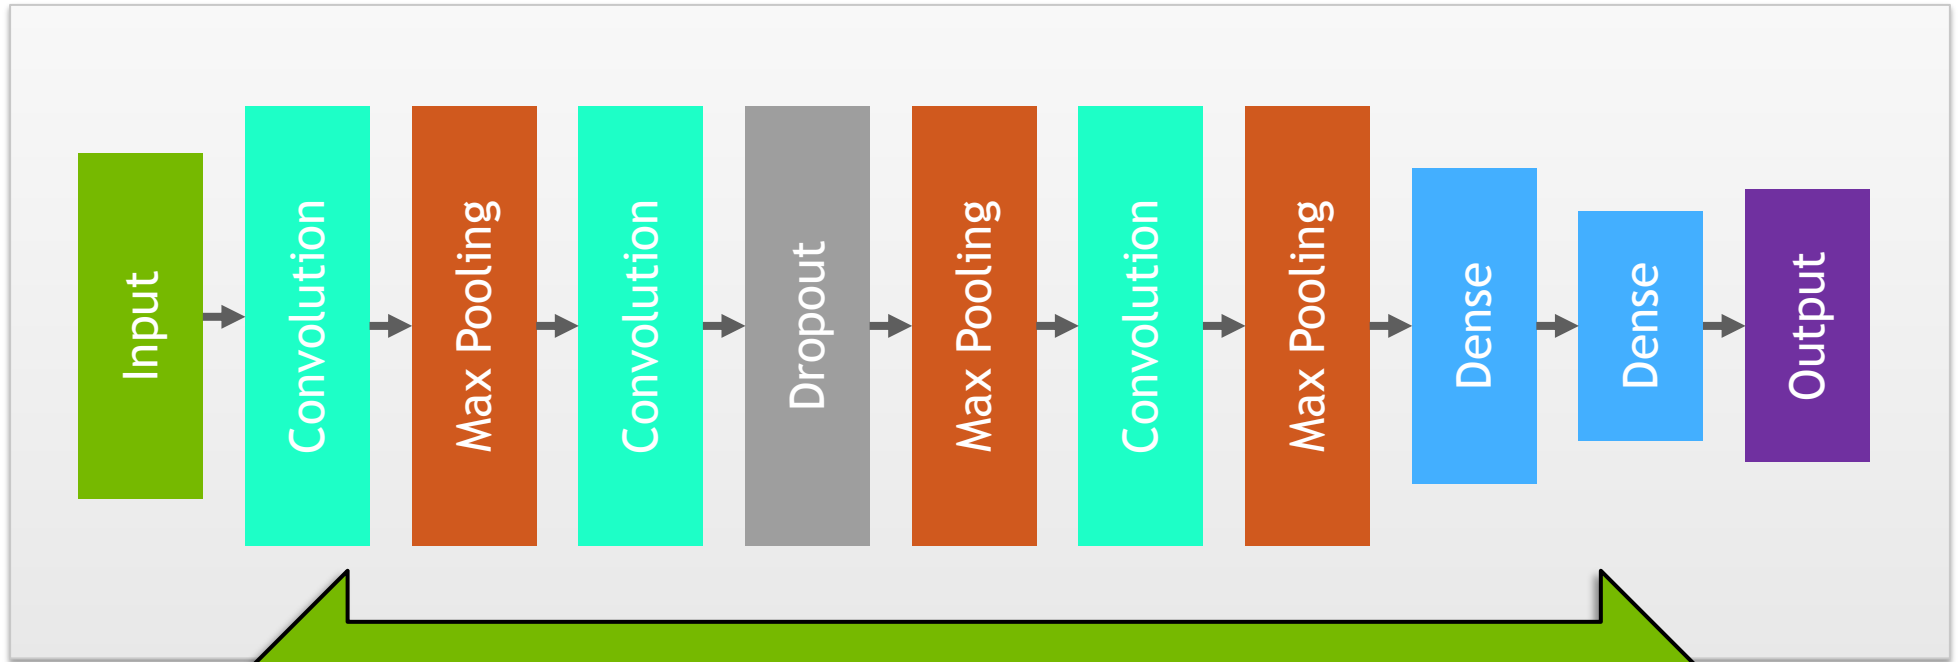 Input
Convolution
Max Pooling
Convolution
Dropout
Max Pooling
Convolution
Max Pooling
Dense
Dense
Output